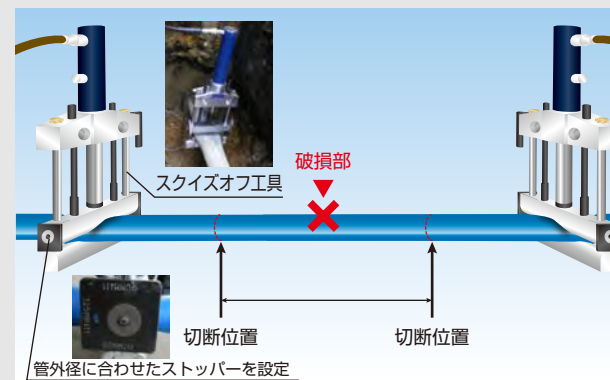 破損部
スクイズオフ工具
切断位置
切断位置
管外径に合わせたストッパーを設定